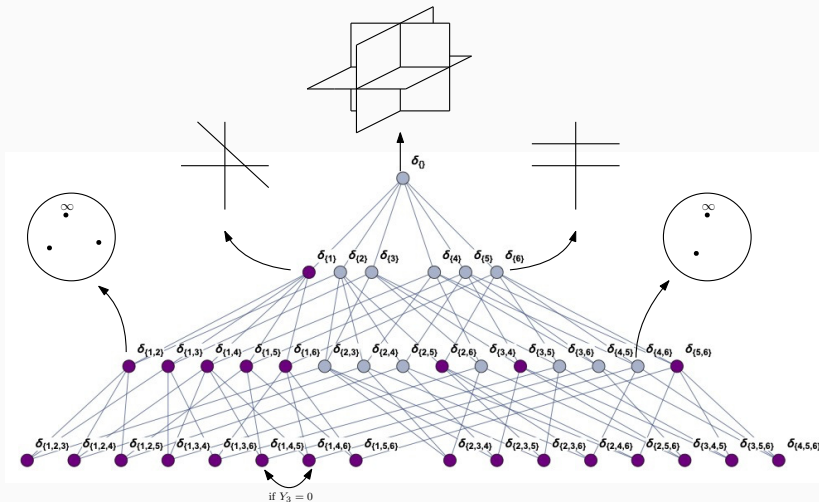 δ0
δ{1} δ{2} δ{3} δ{4} δ{5} δ{6}
∞ ∞
δ{1,2} δ{1,3} δ{1,4} δ{1,5} δ{1,6} δ{2,3} δ{2,4} δ{2,5} δ{2,6} δ{3,4} δ{3,5} δ{3,6} δ{4,5} δ{4,6} δ{5,6}
δ{1,2,3} δ{1,2,4} δ{1,2,5} δ{1,3,4} δ{1,3,6} δ{1,4,5} δ{1,4,6} δ{1,5,6} δ{2,3,4} δ{2,3,5} δ{2,3,6} δ{2,4,6} δ{2,5,6} δ{3,4,5} δ{3,5,6} δ{4,5,6}
if Y3 = 0